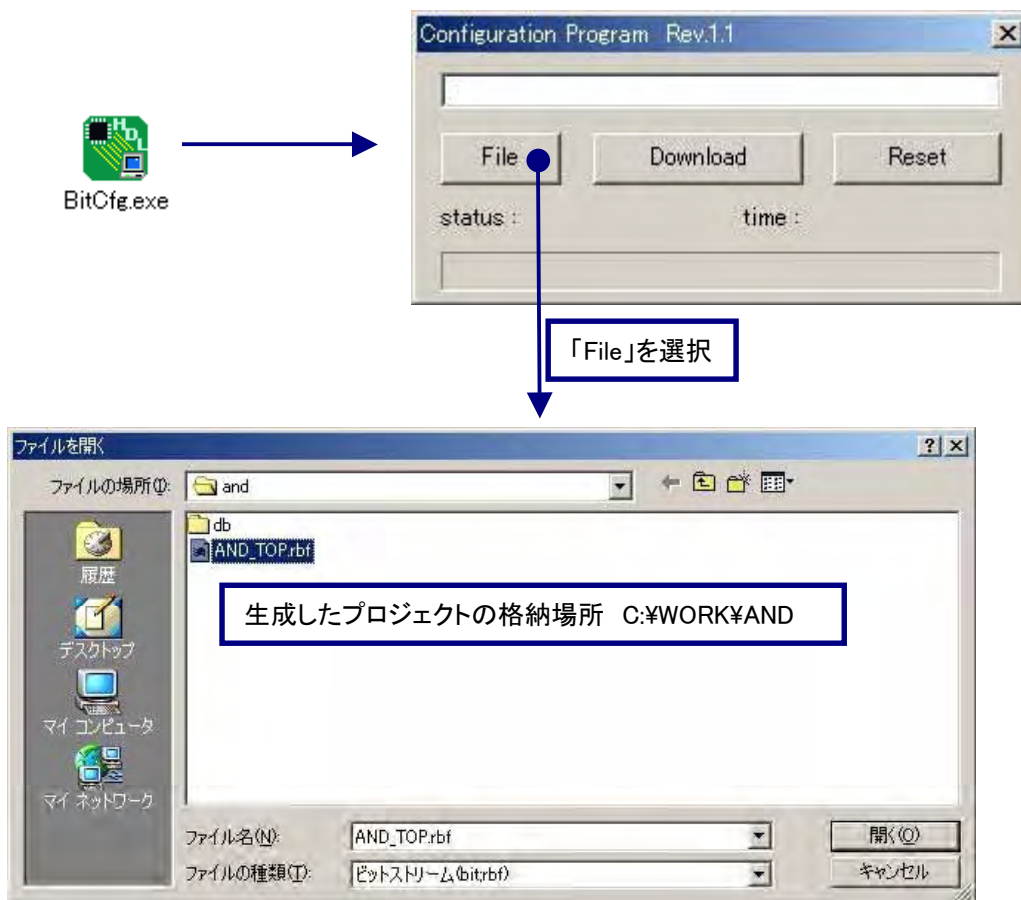 Configuration Program Rev.1.1
File
Download
Reset
status :
time :
HDL
BitCfg.exe
「File」を選択
ファイルを開く
ファイルの場所(I):
and
db
AND_TOP.rbf
生成したプロジェクトの格納場所 C:¥WORK¥AND
履歴
デスクトップ
マイ コンピュータ
マイ ネットワーク
ファイル名(N):
AND_TOP.rbf
開く(O)
ファイルの種類(T):
ビットストリーム(bit;rbf)
キャンセル